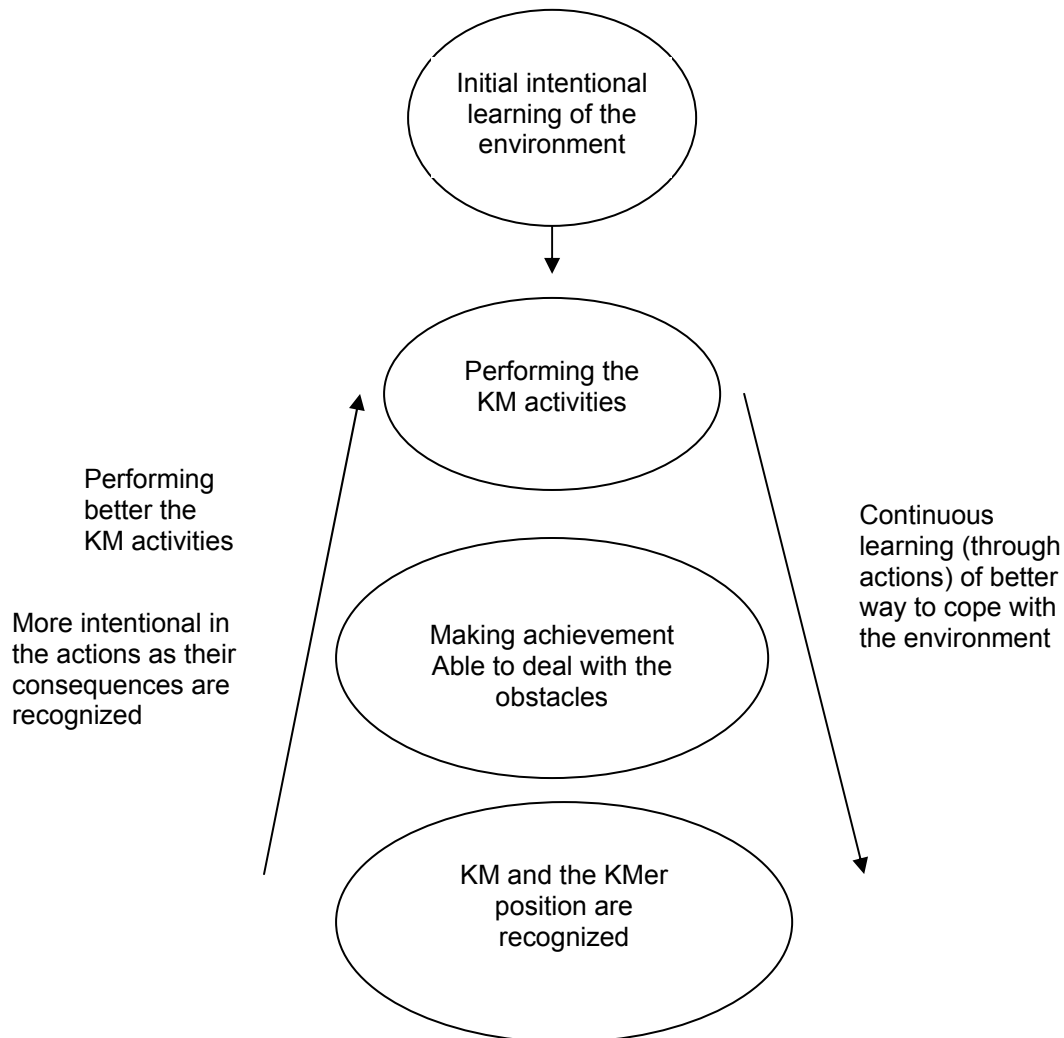 Initial intentional
learning of the
environment
Performing the
KM activities
Performing
better the
KM activities
More intentional in
the actions as their
consequences are
recognized
Continuous
learning (through
actions) of better
way to cope with
the environment
Making achievement
Able to deal with the
obstacles
KM and the KMer
position are
recognized